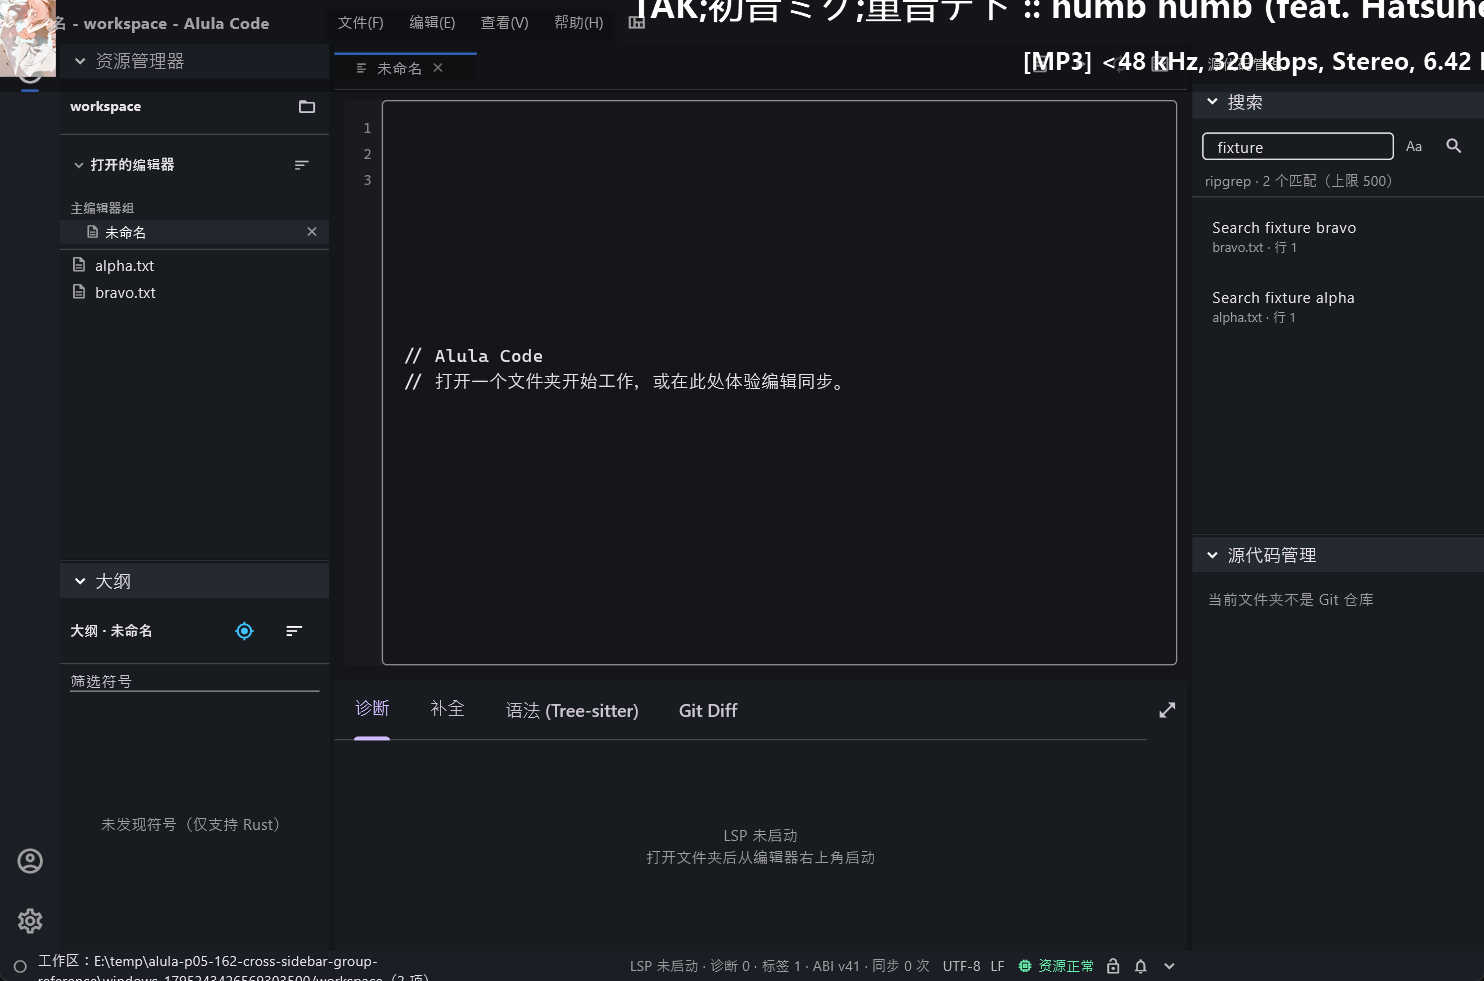 名 - workspace - Alula Code
文件(F) 编辑(E) 查看(V) 帮助(H)
TAK;初音ミク;重音テト :: numb numb (feat. Hatsune
[MP3] <48 kHz, 320 kbps, Stereo, 6.42
资源管理器
workspace
打开的编辑器
主编辑器组
未命名
alpha.txt
bravo.txt
大纲
大纲 · 未命名
筛选符号
未发现符号（仅支持 Rust）
未命名
1
2
3
// Alula Code
// 打开一个文件夹开始工作，或在此处体验编辑同步。
诊断 补全 语法 (Tree-sitter) Git Diff
LSP 未启动
打开文件夹后从编辑器右上角启动
搜索
fixture Aa
ripgrep · 2 个匹配（上限 500）
Search fixture bravo
bravo.txt · 行 1
Search fixture alpha
alpha.txt · 行 1
源代码管理
当前文件夹不是 Git 仓库
工作区：E:\temp\alula-p05-162-cross-sidebar-group-
reference\windows-1795243426569303500/workspace（2 项）
LSP 未启动 · 诊断 0 · 标签 1 · ABI v41 · 同步 0 次 UTF-8 LF 资源正常